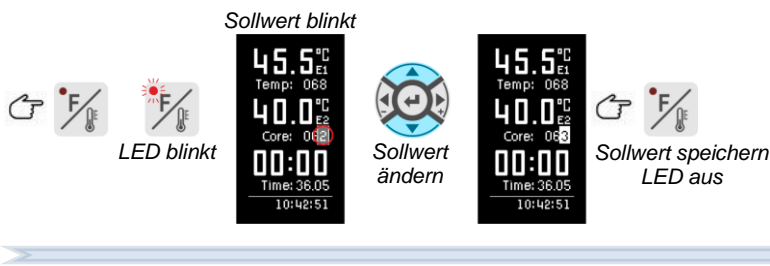 Sollwert blinkt
F
F
LED blinkt
45.5°C
E1
Temp: 068
40.0°C
E2
Core: 062
00:00
Time: 36.05
10:42:51
Sollwert
ändern
45.5°C
E1
Temp: 068
40.0°C
E2
Core: 063
00:00
Time: 36.05
10:42:51
F
Sollwert speichern
LED aus